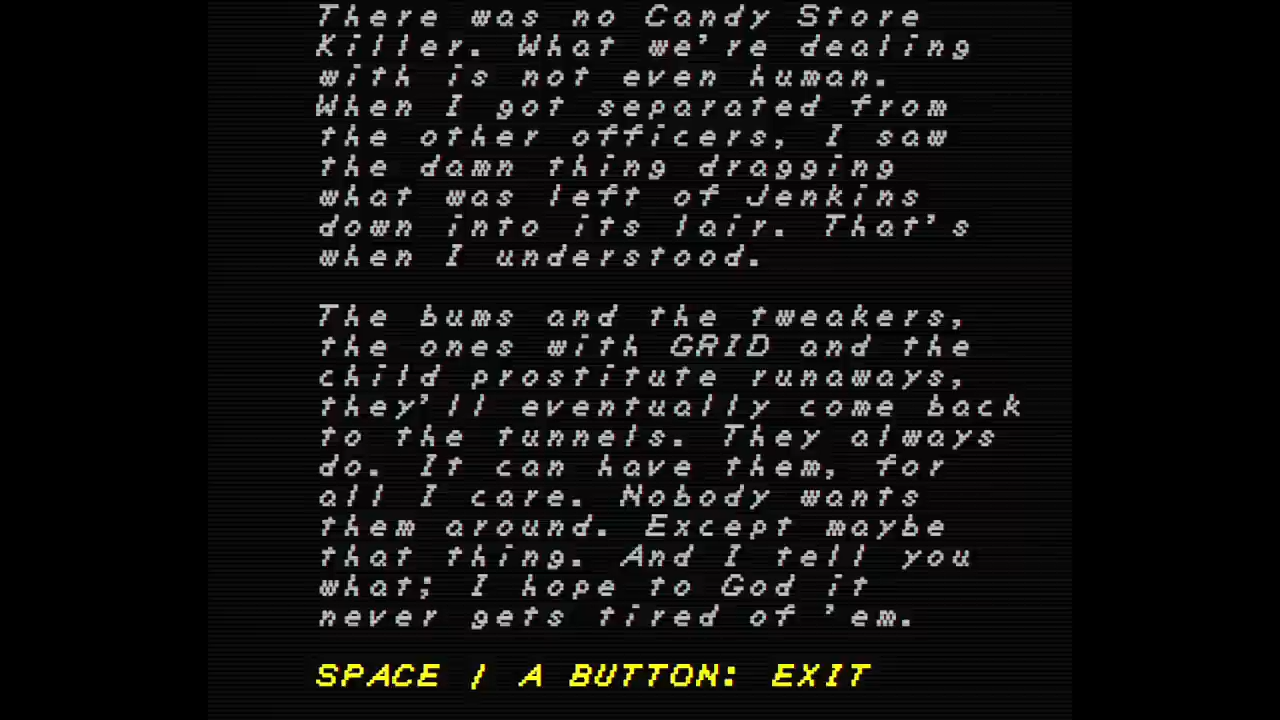 There was no Candy Store
Killer. What we're dealing
with is not even human.
When I got separated from
the other officers, I saw
the damn thing dragging
what was left of Jenkins
down into its lair. That's
when I understood.
The bums and the tweakers,
the ones with GRID and the
child prostitute runaways,
they'll eventually come back
to the tunnels. They always
do. It can have them, for
all I care. Nobody wants
them around. Except maybe
that thing. And I tell you
what; I hope to God it
never gets tired of 'em.
SPACE / A BUTTON: EXIT